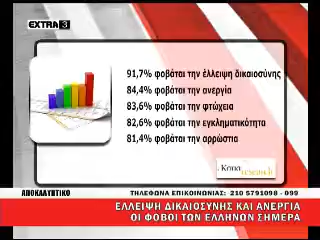 EXTRA 3
91,7% φοβάται την έλλειψη δικαιοσύνης
84,4% φοβάται την ανεργία
83,6% φοβάται την φτώχεια
82,6% φοβάται την εγκληματικότητα
81,4% φοβάται την αρρώστια
Κάπα
research
ΑΠΟΚΑΛΥΠΤΙΚΟ
ΤΗΛΕΦΩΝΑ ΕΠΙΚΟΙΝΩΝΙΑΣ: 210 5791098 - 099
ΕΛΛΕΙΨΗ ΔΙΚΑΙΟΣΥΝΗΣ ΚΑΙ ΑΝΕΡΓΙΑ
ΟΙ ΦΟΒΟΙ ΤΩΝ ΕΛΛΗΝΩΝ ΣΗΜΕΡΑ